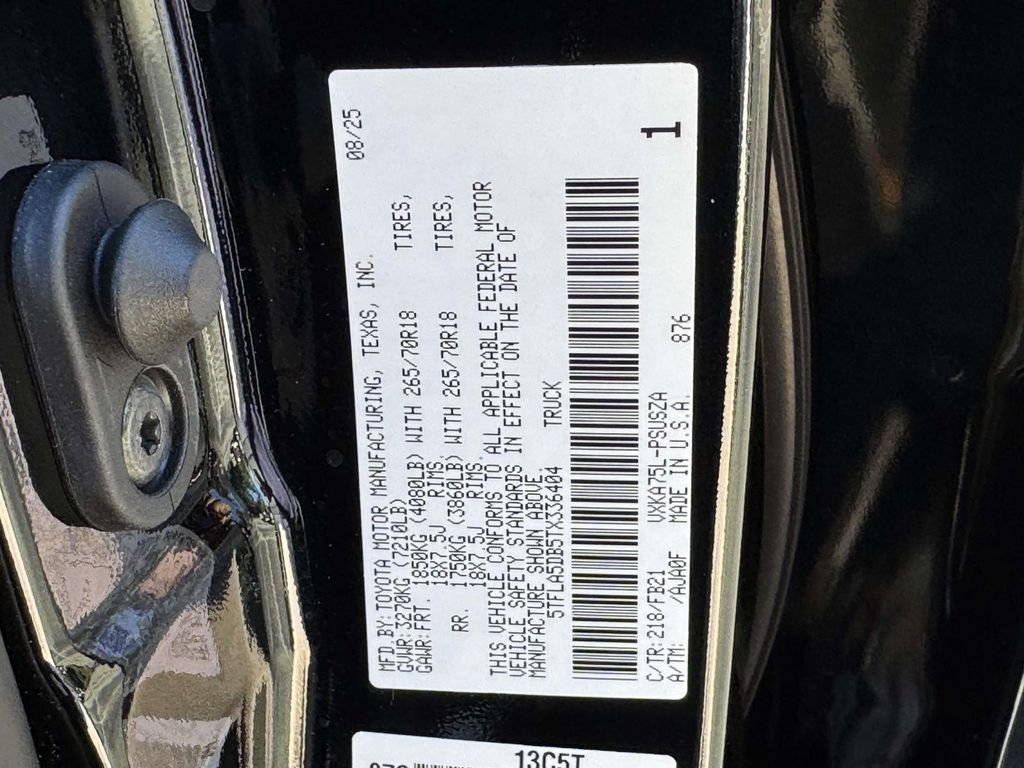 MFD.BY:TOYOTA MOTOR MANUFACTURING, TEXAS, INC. 08/25
GVWR:3270KG (7210LB)
GAWR:FRT. 1850KG (4080LB) WITH 265/70R18 TIRES,
18X7.5J RIMS,
RR. 1750KG (3860LB) WITH 265/70R18 TIRES,
18X7.5J RIMS.
THIS VEHICLE CONFORMS TO ALL APPLICABLE FEDERAL MOTOR
VEHICLE SAFETY STANDARDS IN EFFECT ON THE DATE OF
MANUFACTURE SHOWN ABOVE.
5TFLA5DB5TX336404 TRUCK
C/TR:218/FB21 VXKA75L-PSUSZA
A/TM: /AJA0F MADE IN U.S.A. 876
1
13C5T